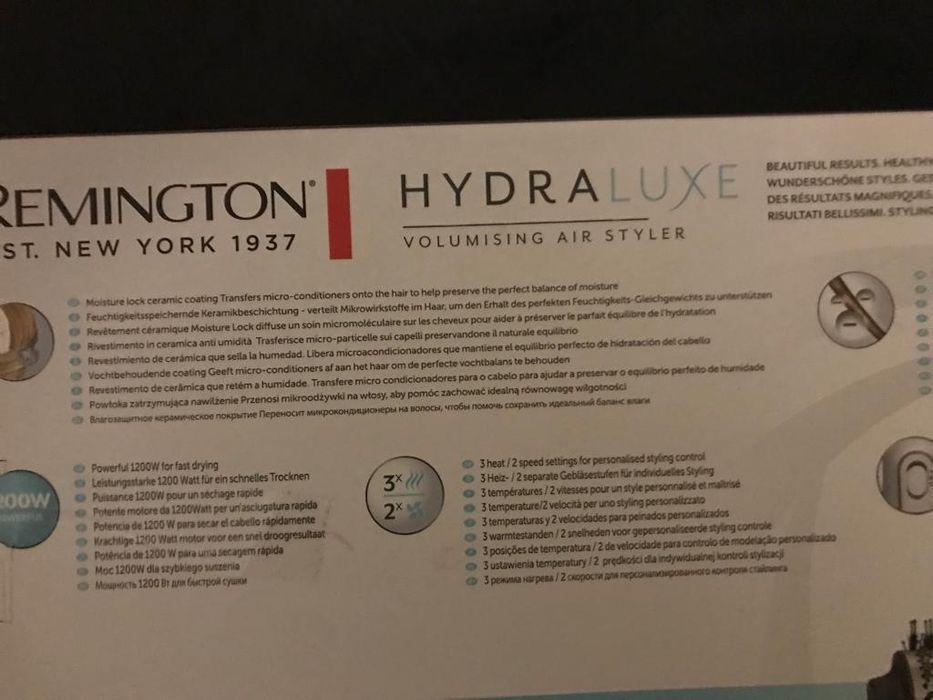 REMINGTON®
EST. NEW YORK 1937
HYDRALUXE
VOLUMISING AIR STYLER
BEAUTIFUL RESULTS. HEALTHY
WUNDERSCHÖNE STYLES. GE
DES RÉSULTATS MAGNIFIQUES.
RISULTATI BELLISSIMI. STYLING
Moisture lock ceramic coating Transfers micro-conditioners onto the hair to help preserve the perfect balance of moisture
Feuchtigkeitsspeichernde Keramikbeschichtung - verteilt Mikrowirkstoffe im Haar, um den Erhalt des perfekten Feuchtigkeits-Gleichgewichts zu unterstützen
Revêtement céramique Moisture Lock diffuse un soin micromoléculaire sur les cheveux pour aider à préserver le parfait équilibre de l'hydratation
Rivestimento in ceramica anti umidità Trasferisce micro-particelle sui capelli preservandone il naturale equilibrio
Revestimiento de cerámica que sella la humedad. Libera microacondicionadores que mantiene el equilibrio perfecto de hidratación del cabello
Vochtbehoudende coating Geeft micro-conditioners af aan het haar om de perfecte vochtbalans te behouden
Revestimento de cerâmica que retém a humidade. Transfere micro condicionadores para o cabelo para ajudar a preservar o equilíbrio perfeito de humidade
Powłoka zatrzymująca nawilżenie Przenosi mikroodżywki na włosy, aby pomóc zachować idealną równowagę wilgotności
Влагозащитное керамическое покрытие Переносит микрокондиционеры на волосы, чтобы помочь сохранить идеальный баланс влаги
200W
POWERFUL
Powerful 1200W for fast drying
Leistungsstarke 1200 Watt für ein schnelles Trocknen
Puissance 1200W pour un séchage rapide
Potente motore da 1200Watt per un'asciugatura rapida
Potencia de 1200 W para secar el cabello rápidamente
Krachtige 1200 Watt motor voor een snel droogresultaat
Potência de 1200 W para uma secagem rápida
Moc 1200W dla szybkiego suszenia
Мощность 1200 Вт для быстрой сушки
3x
2x
3 heat / 2 speed settings for personalised styling control
3 Heiz- / 2 separate Gebläsestufen für individuelles Styling
3 températures / 2 vitesses pour un style personnalisé et maîtrisé
3 temperature/2 velocità per uno styling personalizzato
3 temperaturas y 2 velocidades para peinados personalizados
3 warmtestanden / 2 snelheden voor gepersonaliseerde styling controle
3 posições de temperatura / 2 de velocidade para controlo de modelação personalizado
3 ustawienia temperatury / 2 prędkości dla indywidualnej kontroli stylizacji
3 режима нагрева / 2 скорости для персонализированного контроля стайлинга